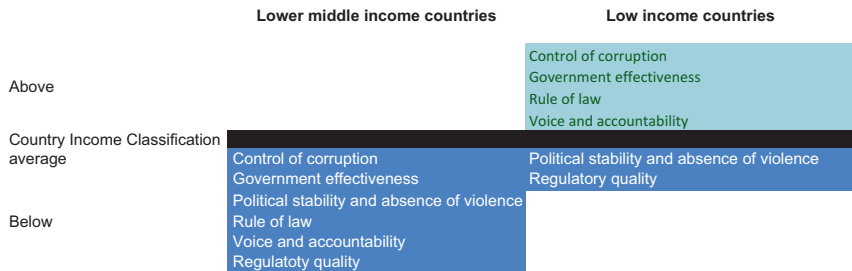 Lower middle income countries
Low income countries
Above
Control of corruption
Government effectiveness
Rule of law
Voice and accountability
Country Income Classification
average
Control of corruption
Government effectiveness
Political stability and absence of violence
Rule of law
Voice and accountability
Regulatoty quality
Political stability and absence of violence
Regulatory quality
Below